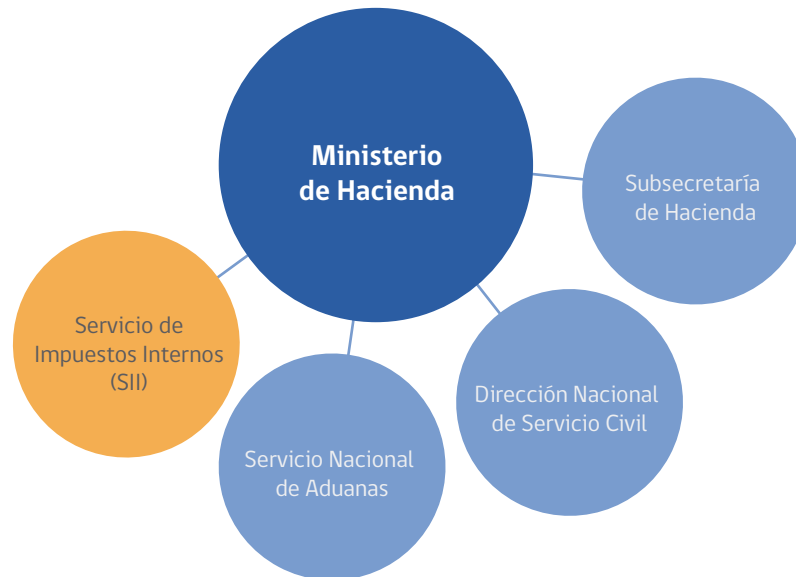 Ministerio
de Hacienda
Subsecretaría
de Hacienda
Servicio de
Impuestos Internos
(SII)
Dirección Nacional
de Servicio Civil
Servicio Nacional
de Aduanas